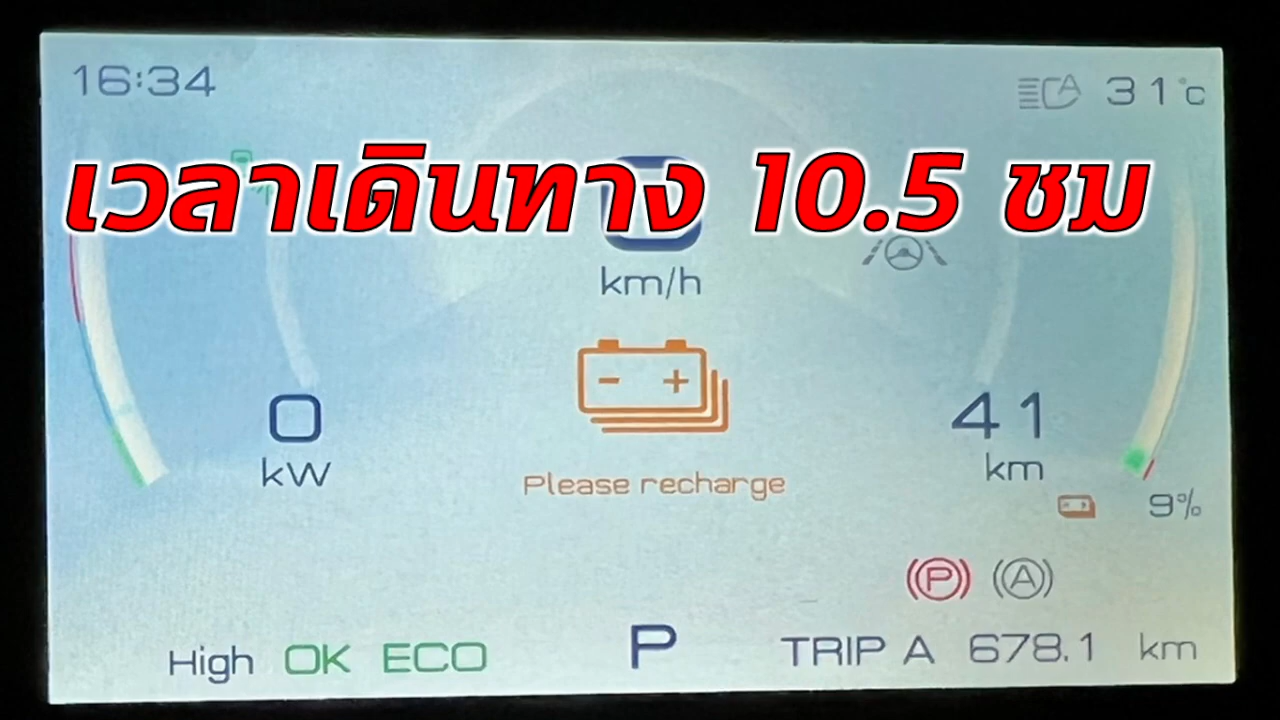 16:34
A 31°C
เวลาเดินทาง 10.5 ชม
km/h
- +
0
kW
41
km
Please recharge
9%
(P) (A)
High OK ECO
P
TRIP A 678.1 km